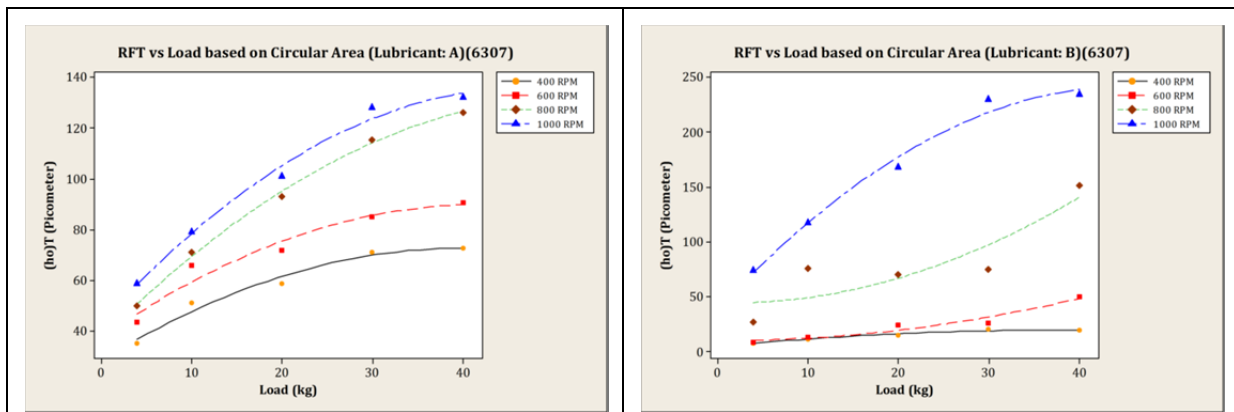 RFT vs Load based on Circular Area (Lubricant: A)(6307)
140
120
100
80
60
40
0 10 20 30 40
(ho)T (Picometer)
Load (kg)
400 RPM
600 RPM
800 RPM
1000 RPM
RFT vs Load based on Circular Area (Lubricant: B)(6307)
250
200
150
100
50
0
0 10 20 30 40
(ho)T (Picometer)
Load (kg)
400 RPM
600 RPM
800 RPM
1000 RPM